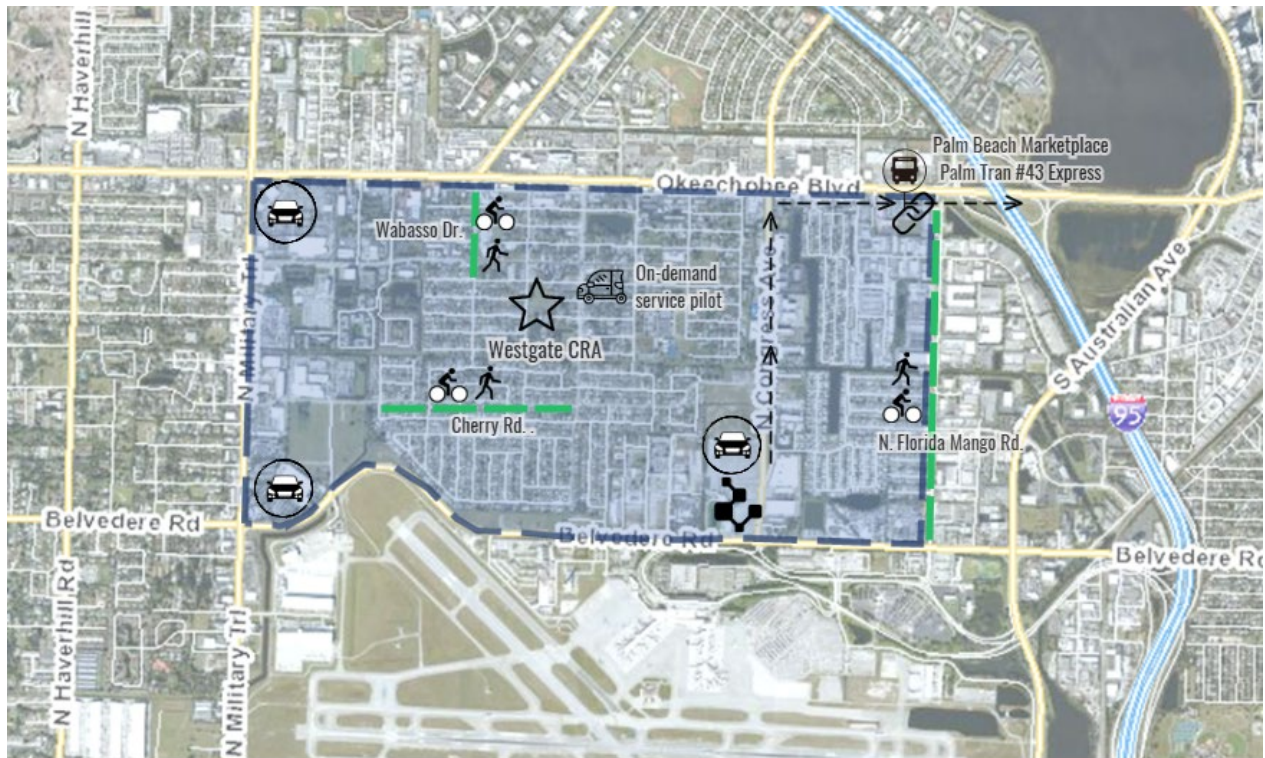 N Haverhill
Palm Beach Marketplace
Palm Tran #43 Express
Okeechobee Blvd
Wabasso Dr.
On-demand
service pilot
Westgate CRA
N Military Trl
N Congress Ave
S Australian Ave
95
Cherry Rd. .
N. Florida Mango Rd.
Belvedere Rd
Belvedere Rd
Belvedere Rd
N Haverhill Rd
N Military Trl